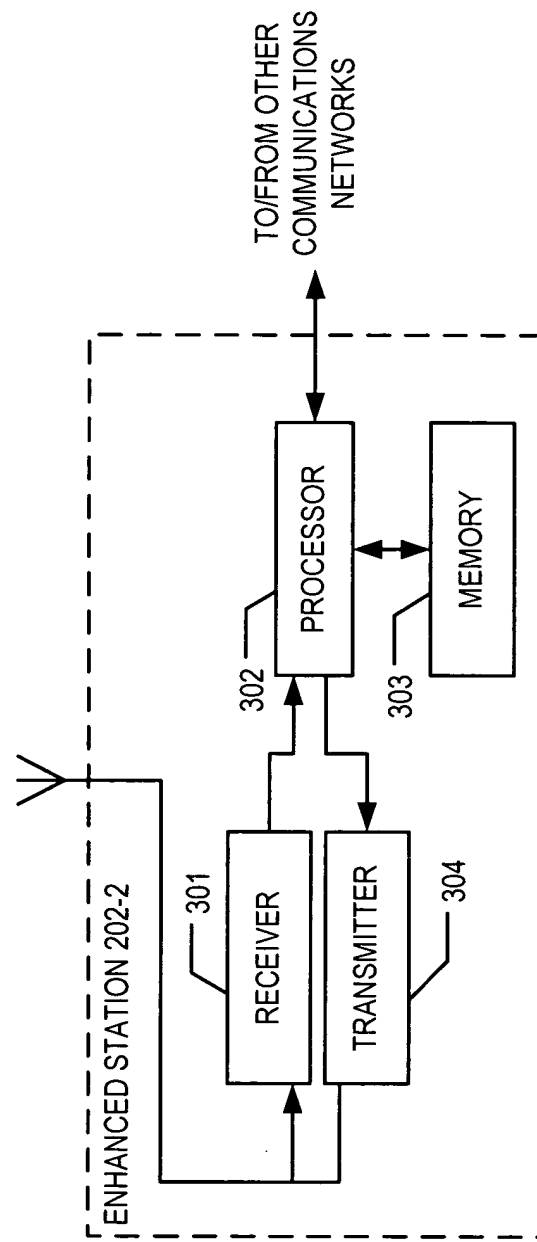 ENHANCED STATION 202-2
301
RECEIVER
TRANSMITTER
304
302
PROCESSOR
303
MEMORY
TO/FROM OTHER
COMMUNICATIONS
NETWORKS